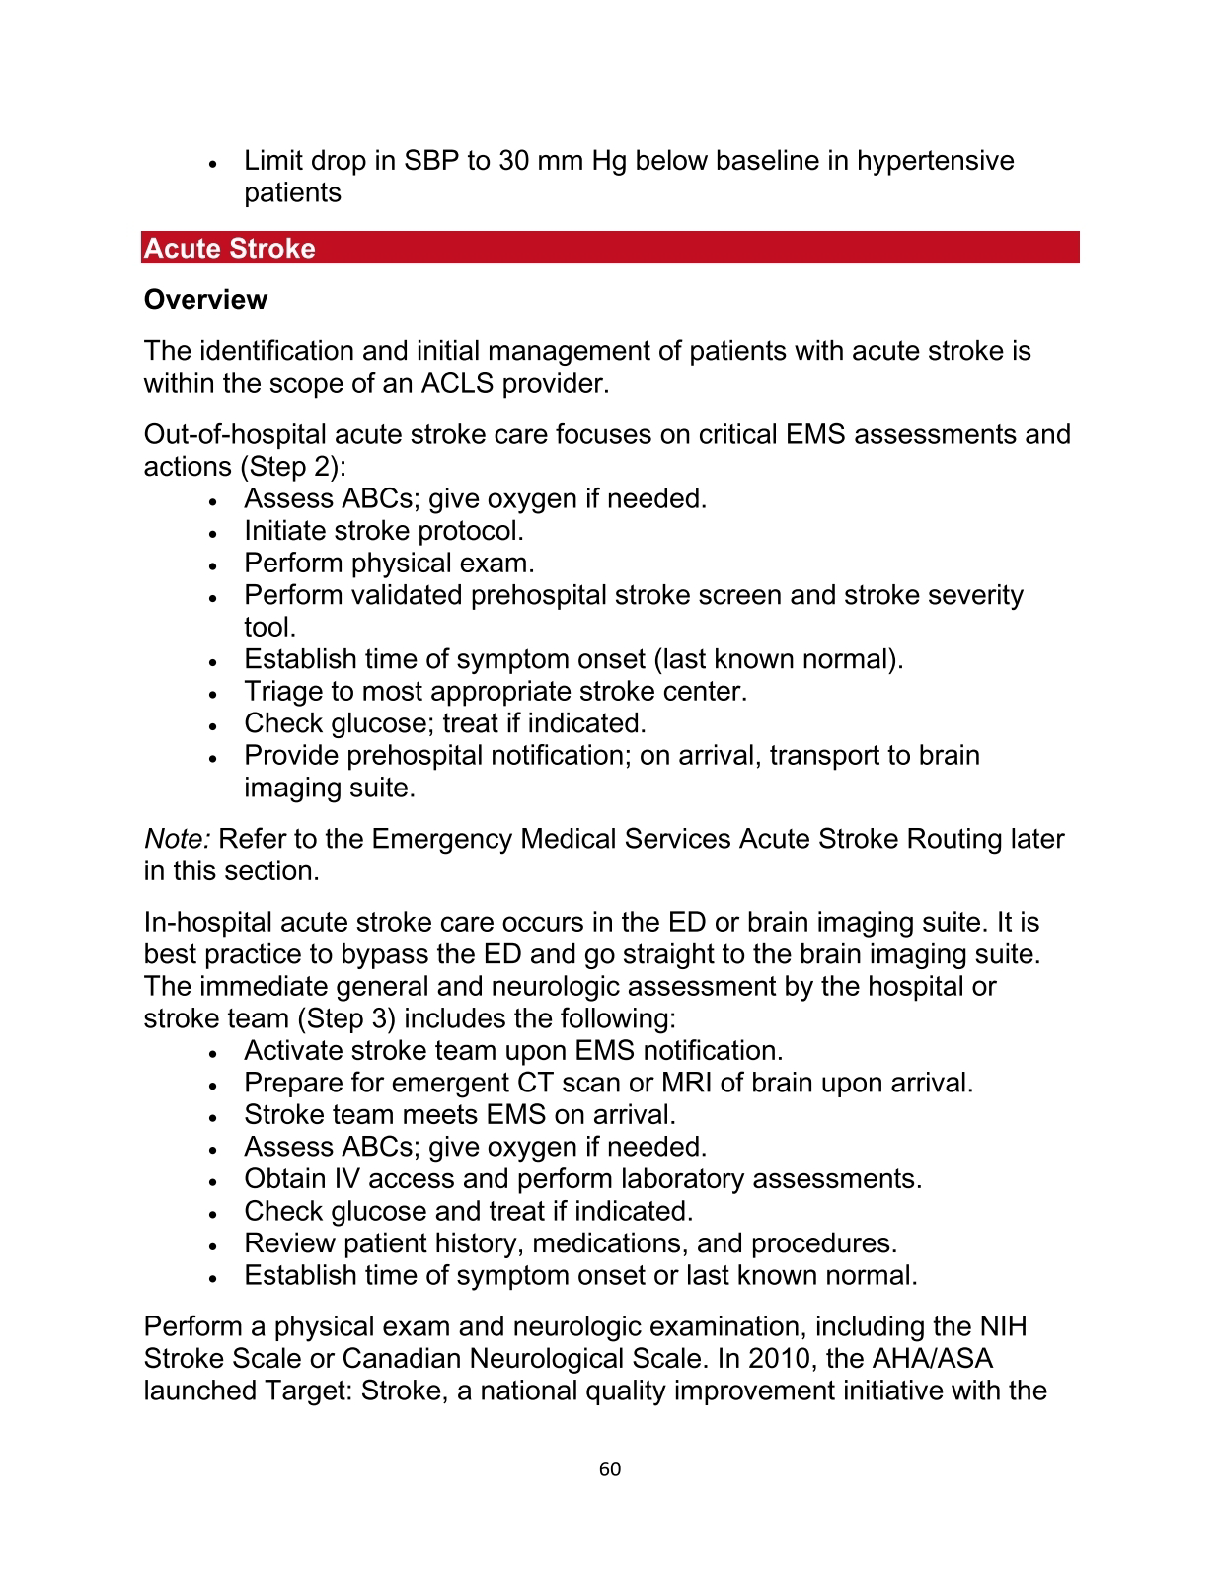 • Limit drop in SBP to 30 mm Hg below baseline in hypertensive
patients
Acute Stroke
Overview
The identification and initial management of patients with acute stroke is
within the scope of an ACLS provider.
Out-of-hospital acute stroke care focuses on critical EMS assessments and
actions (Step 2):
• Assess ABCs; give oxygen if needed.
• Initiate stroke protocol.
• Perform physical exam.
• Perform validated prehospital stroke screen and stroke severity
tool.
• Establish time of symptom onset (last known normal).
• Triage to most appropriate stroke center.
• Check glucose; treat if indicated.
• Provide prehospital notification; on arrival, transport to brain
imaging suite.
Note: Refer to the Emergency Medical Services Acute Stroke Routing later
in this section.
In-hospital acute stroke care occurs in the ED or brain imaging suite. It is
best practice to bypass the ED and go straight to the brain imaging suite.
The immediate general and neurologic assessment by the hospital or
stroke team (Step 3) includes the following:
• Activate stroke team upon EMS notification.
• Prepare for emergent CT scan or MRI of brain upon arrival.
• Stroke team meets EMS on arrival.
• Assess ABCs; give oxygen if needed.
• Obtain IV access and perform laboratory assessments.
• Check glucose and treat if indicated.
• Review patient history, medications, and procedures.
• Establish time of symptom onset or last known normal.
Perform a physical exam and neurologic examination, including the NIH
Stroke Scale or Canadian Neurological Scale. In 2010, the AHA/ASA
launched Target: Stroke, a national quality improvement initiative with the
60